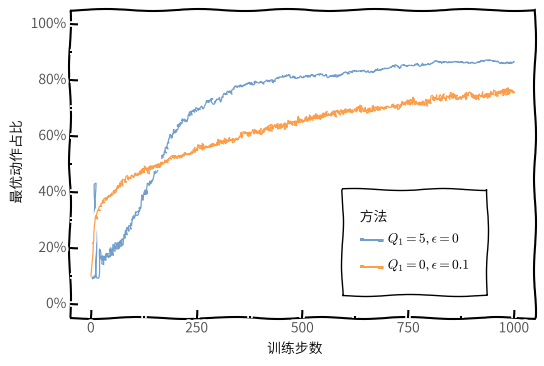 100%
80%
60%
40%
20%
0%
最优动作占比
方法
Q₁ = 5, ϵ = 0
Q₁ = 0, ϵ = 0.1
0
250
500
750
1000
训练步数